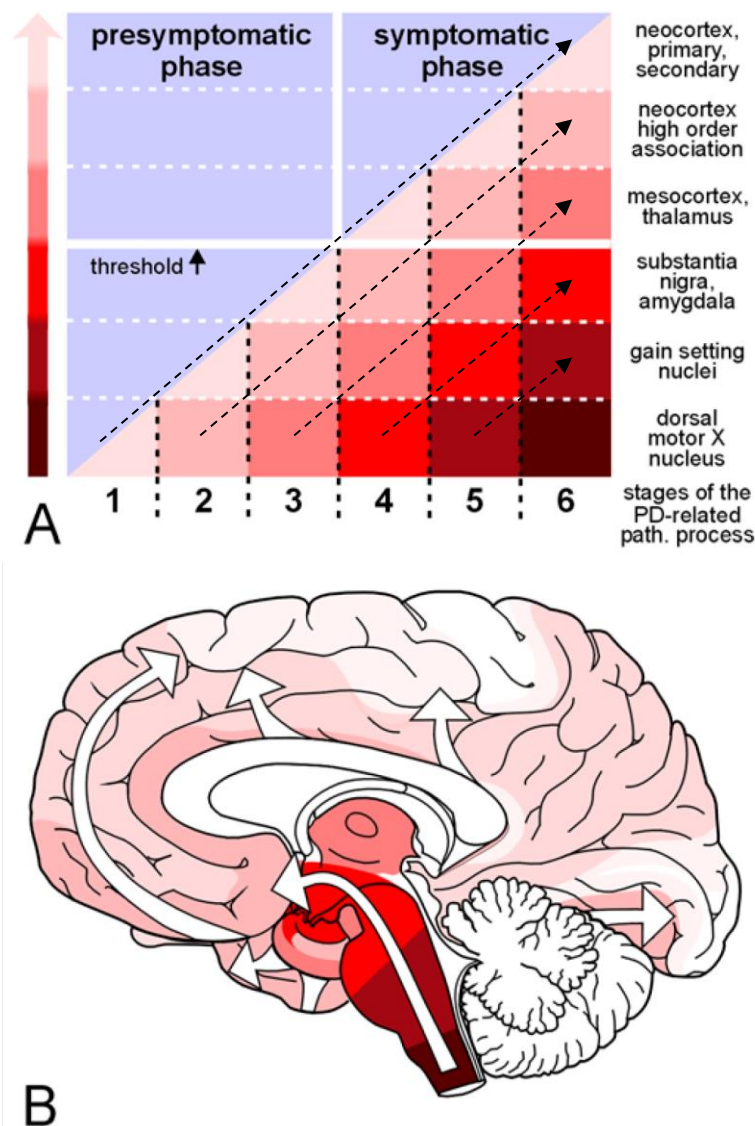 presymptomatic
phase
symptomatic
phase
neocortex,
primary,
secondary
neocortex
high order
association
mesocortex,
thalamus
threshold
substantia
nigra,
amygdala
gain setting
nuclei
dorsal
motor X
nucleus
A
1 2 3 4 5 6
stages of the
PD-related
path. process
B